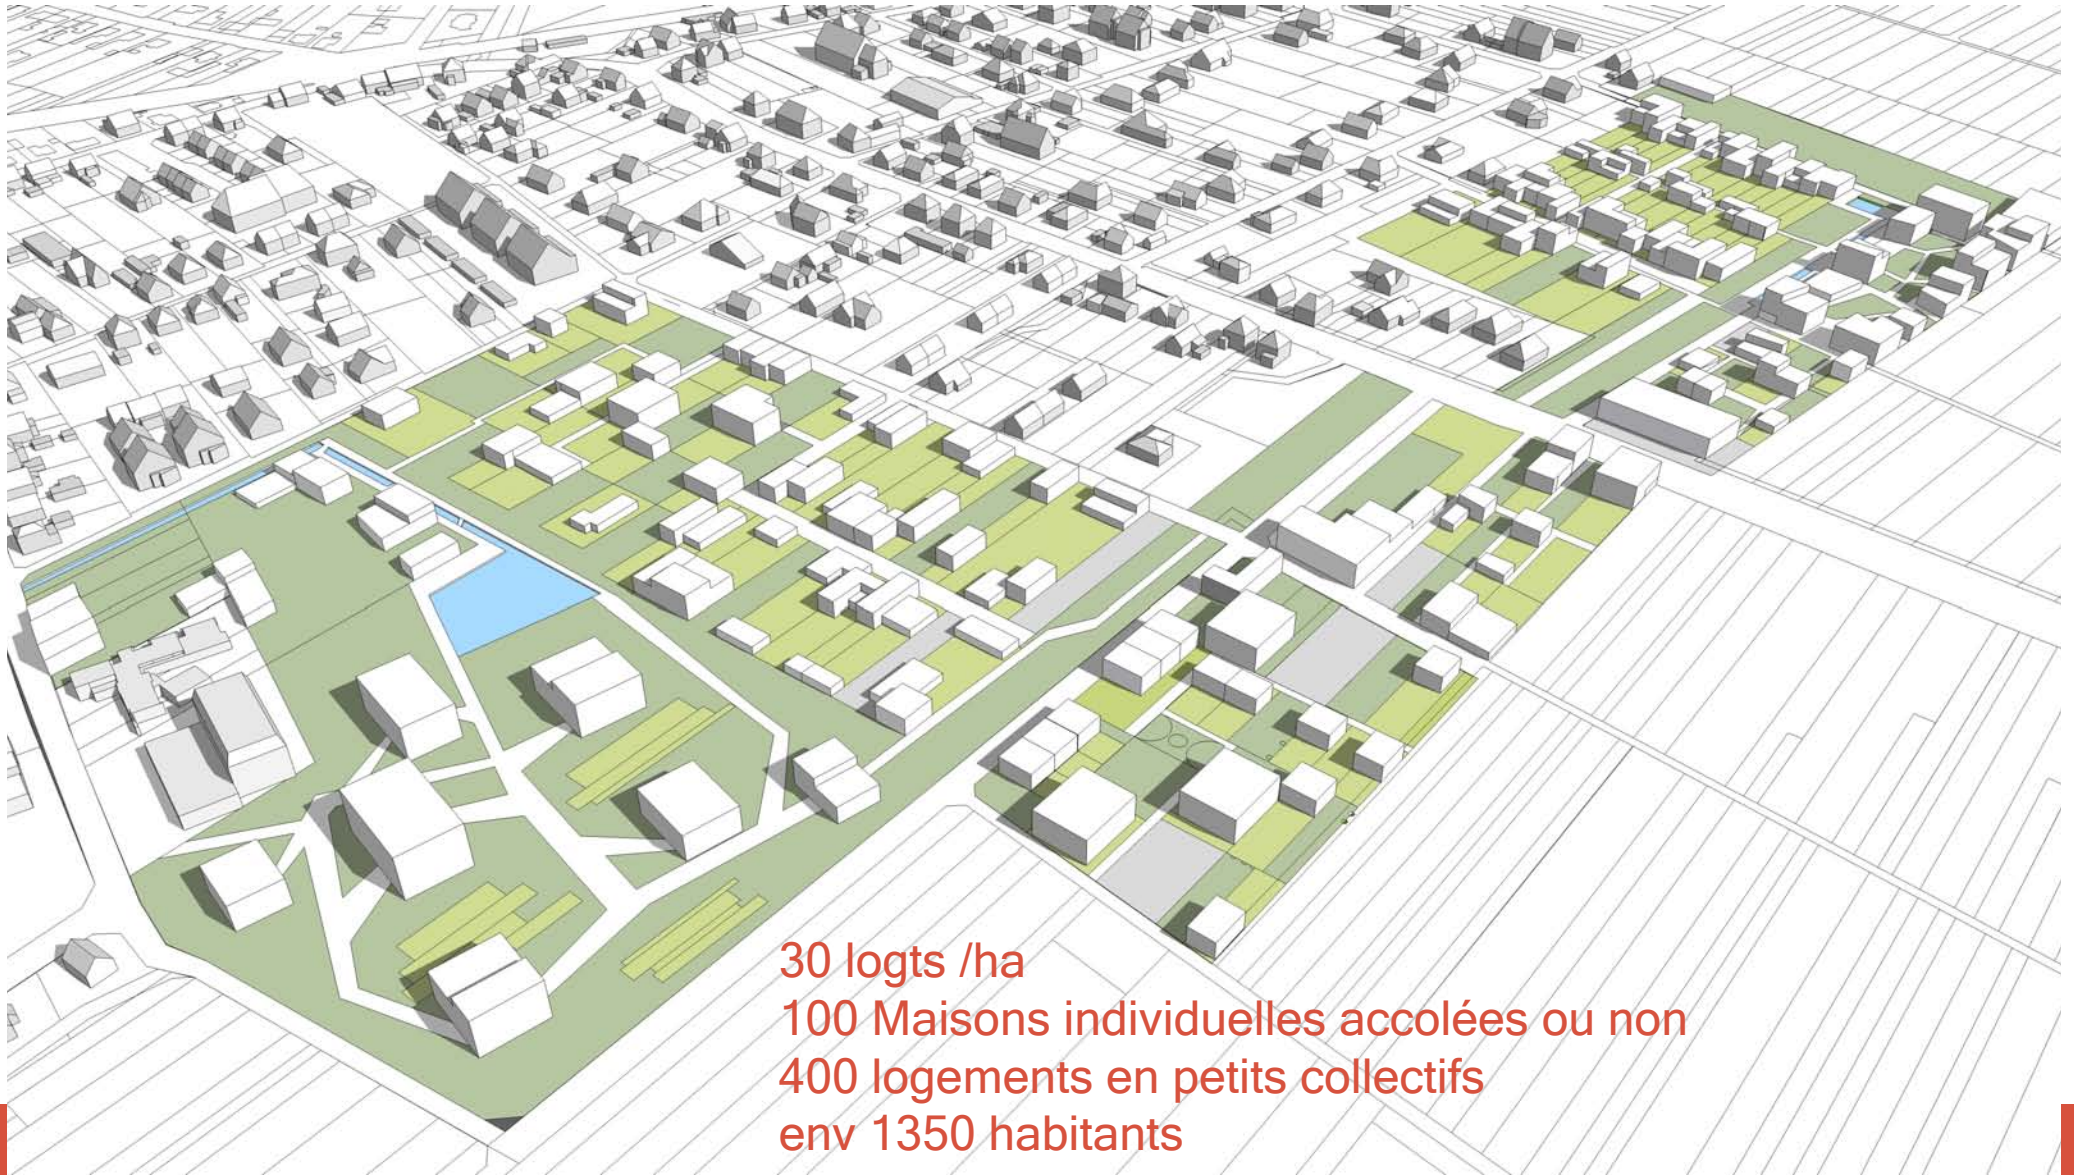 30 logts /ha
100 Maisons individuelles accolées ou non
400 logements en petits collectifs
env 1350 habitants